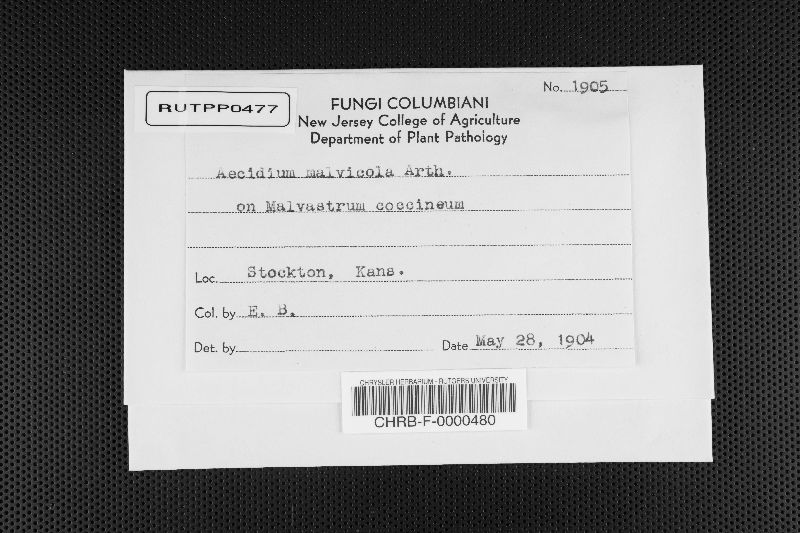 No. 1905
RUTPP0477
FUNGI COLUMBIANI
New Jersey College of Agriculture
Department of Plant Pathology
Aecidium malvicola Arth.
on Malvastrum coccineum
Loc. Stockton, Kans.
Col. by E. B.
Det. by
Date May 28, 1904
CHRYSLER HERBARIUM - RUTGERS UNIVERSITY
CHRB-F-0000480